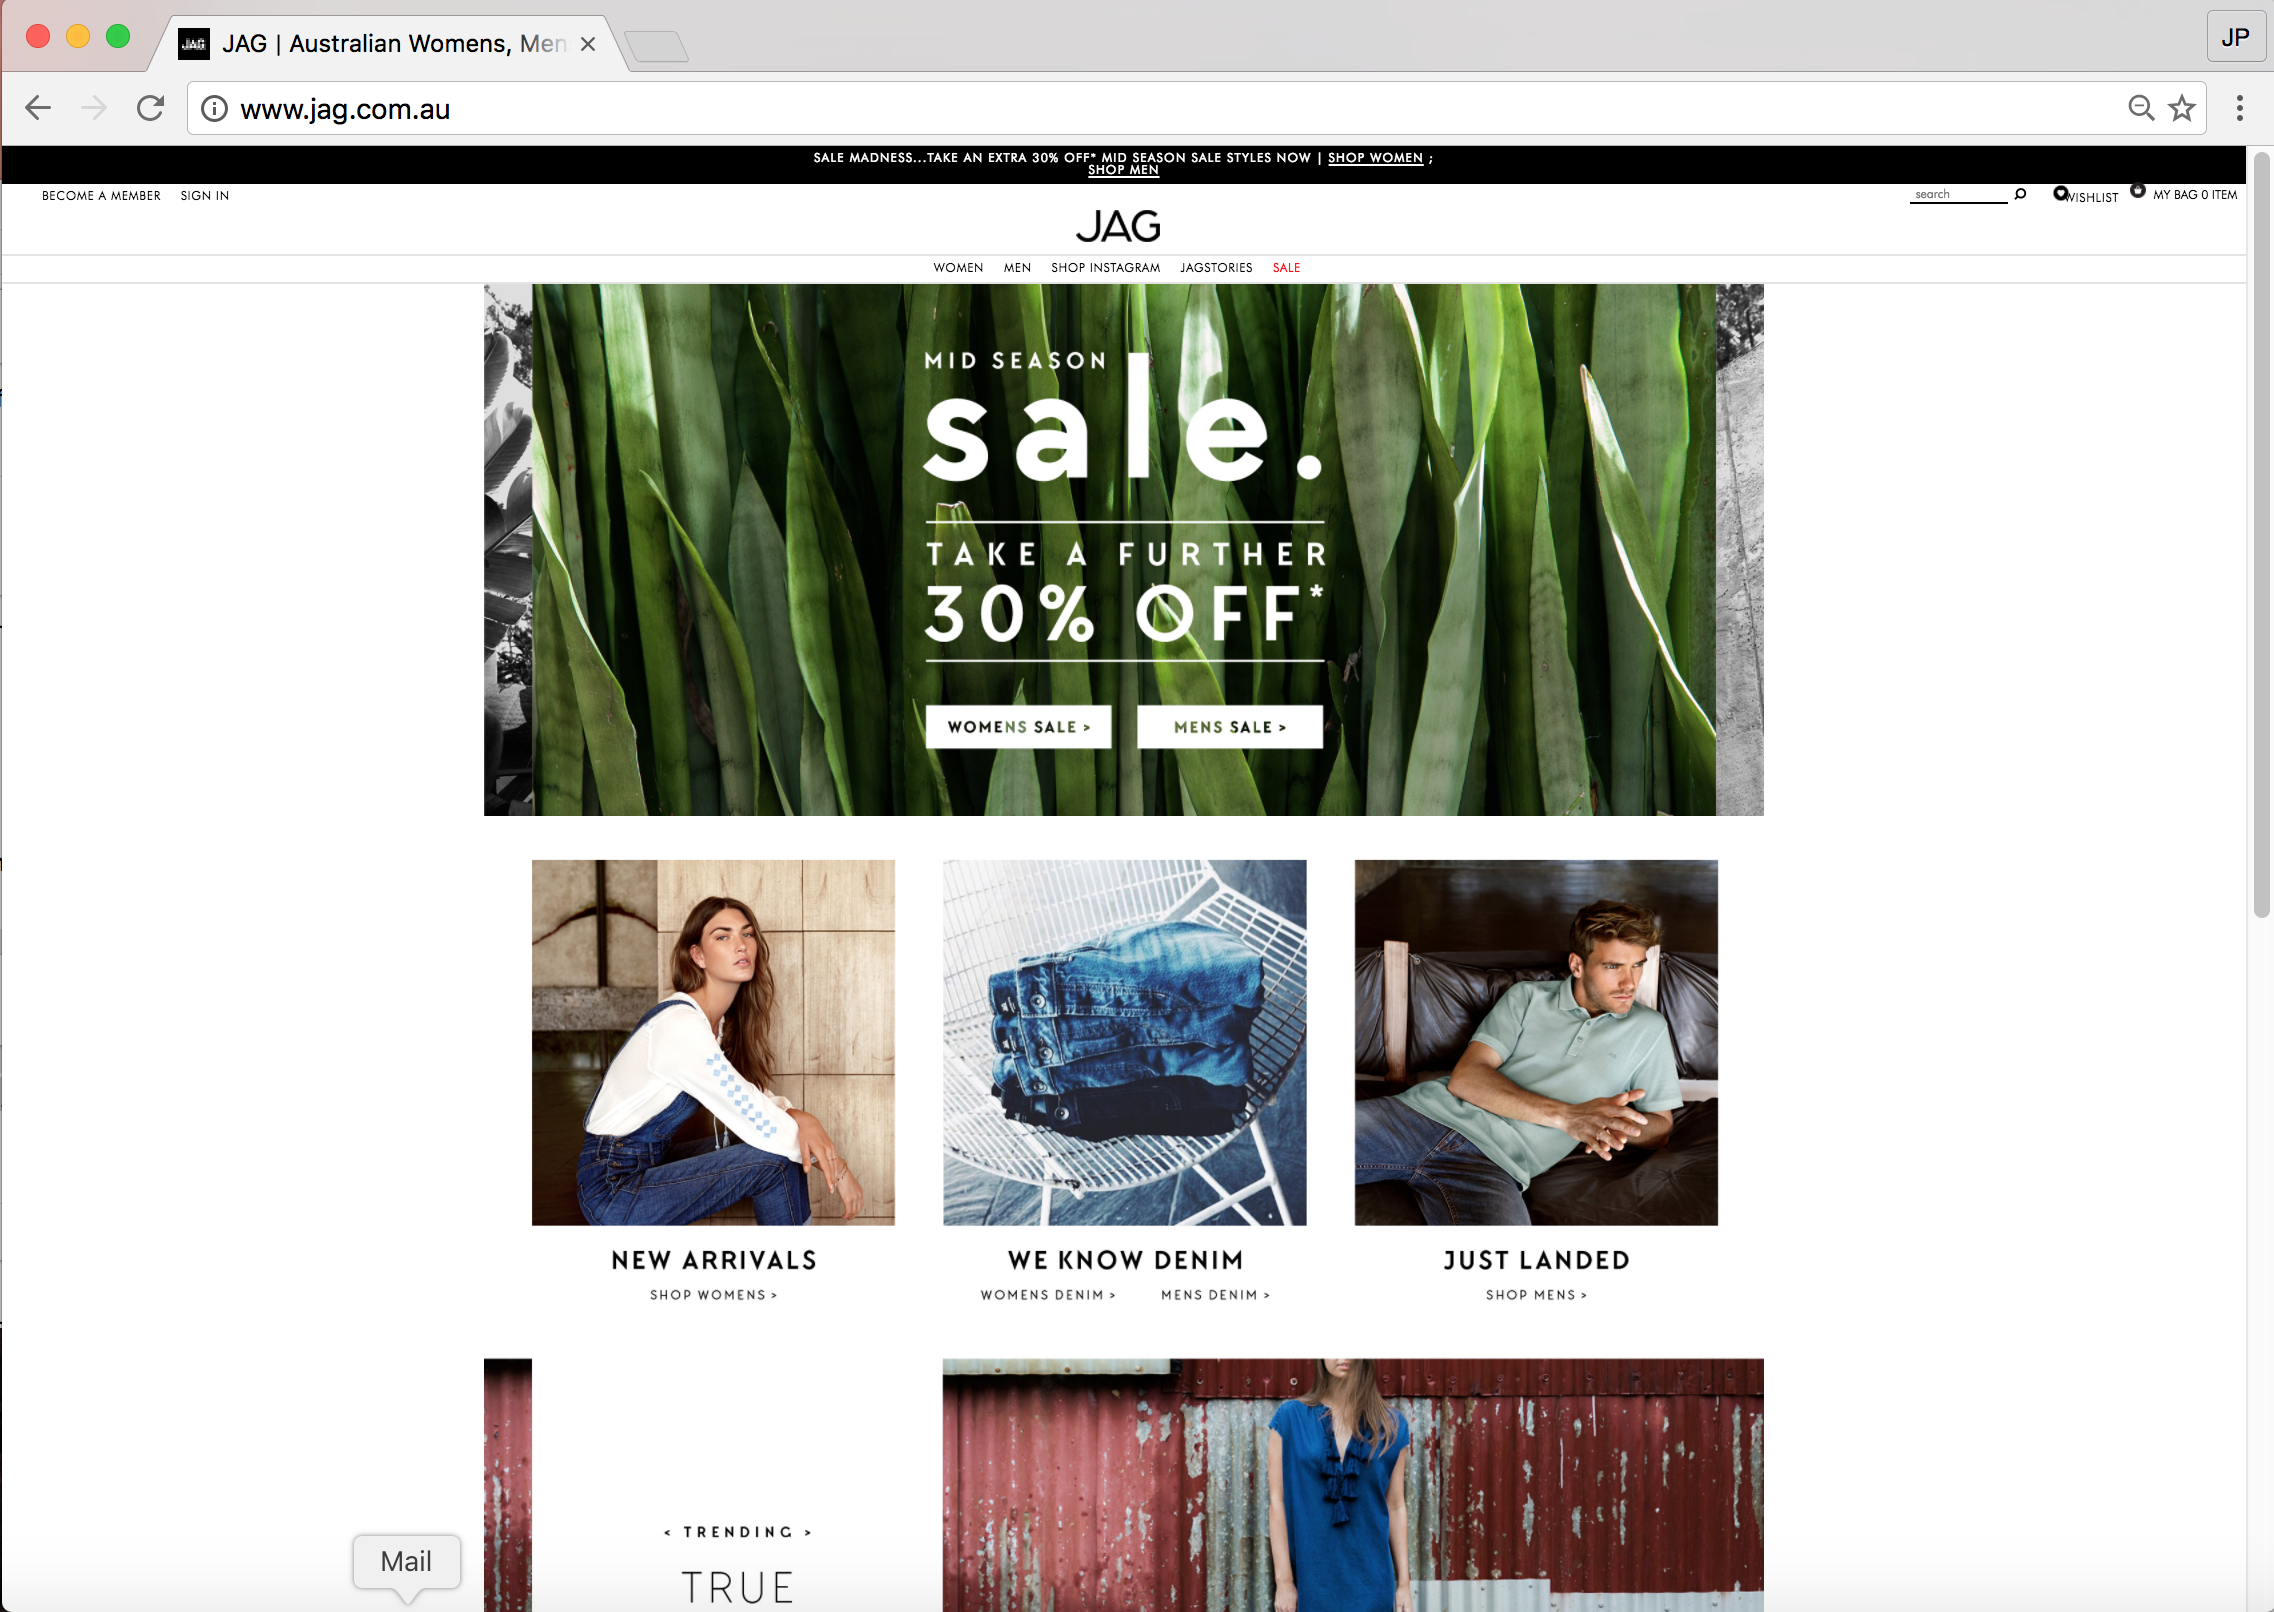 JAG | Australian Womens, Men
JP
www.jag.com.au
SALE MADNESS...TAKE AN EXTRA 30% OFF* MID SEASON SALE STYLES NOW | SHOP WOMEN ;
SHOP MEN
BECOME A MEMBER SIGN IN
search WISHLIST MY BAG 0 ITEM
JAG
WOMEN MEN SHOP INSTAGRAM JAGSTORIES SALE
MID SEASON
sale.
TAKE A FURTHER
30% OFF*
WOMENS SALE > MENS SALE >
NEW ARRIVALS WE KNOW DENIM JUST LANDED
SHOP WOMENS > WOMENS DENIM > MENS DENIM > SHOP MENS >
< TRENDING >
TRUE
Mail